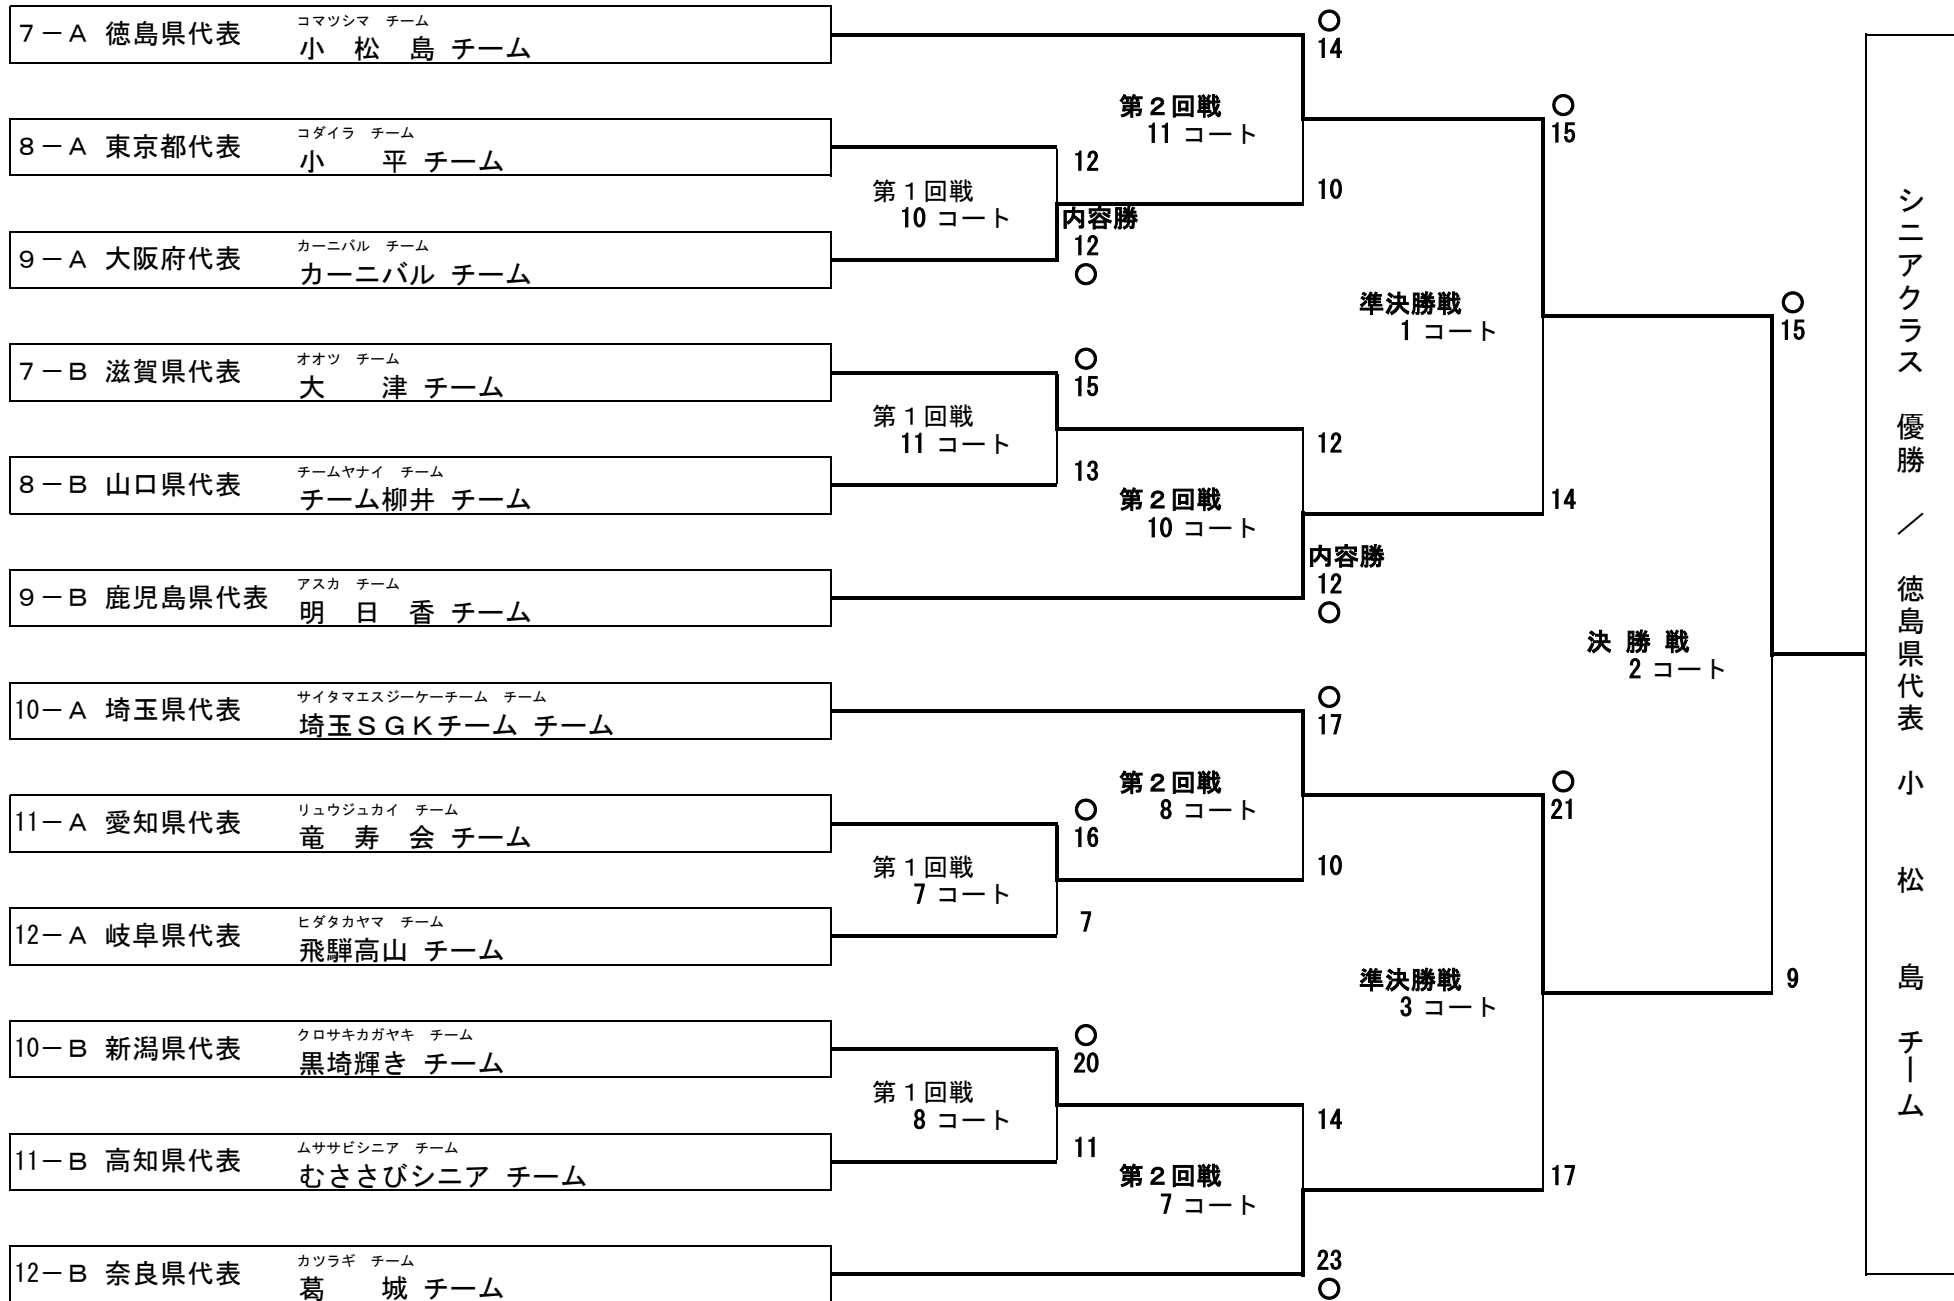 コマツシマ チーム
7－A 徳島県代表 小 松 島 チーム
○
14
第２回戦
11 コート
○
15
コダイラ チーム
8－A 東京都代表 小 平 チーム
12
第１回戦
10 コート
10
内容勝
12
○
カーニバル チーム
9－A 大阪府代表 カーニバル チーム
準決勝戦
1 コート
○
15
オオツ チーム
7－B 滋賀県代表 大 津 チーム
○
15
第１回戦
11 コート
12
チームヤナイ チーム
8－B 山口県代表 チーム柳井 チーム
13
第２回戦
10 コート
14
内容勝
12
○
アスカ チーム
9－B 鹿児島県代表 明 日 香 チーム
決 勝 戦
2 コート
サイタマエスジーケーチーム チーム
10－A 埼玉県代表 埼玉ＳＧＫチーム チーム
○
17
第２回戦
8 コート
○
21
リュウジュカイ チーム
11－A 愛知県代表 竜 寿 会 チーム
○
16
第１回戦
7 コート
10
ヒダタカヤマ チーム
12－A 岐阜県代表 飛騨高山 チーム
7
準決勝戦
3 コート
9
クロサキカガヤキ チーム
10－B 新潟県代表 黒埼輝き チーム
○
20
第１回戦
8 コート
14
ムササビシニア チーム
11－B 高知県代表 むささびシニア チーム
11
第２回戦
7 コート
17
カツラギ チーム
12－B 奈良県代表 葛 城 チーム
23
○
シニアクラス 優勝 ／ 徳島県代表 小 松 島 チーム